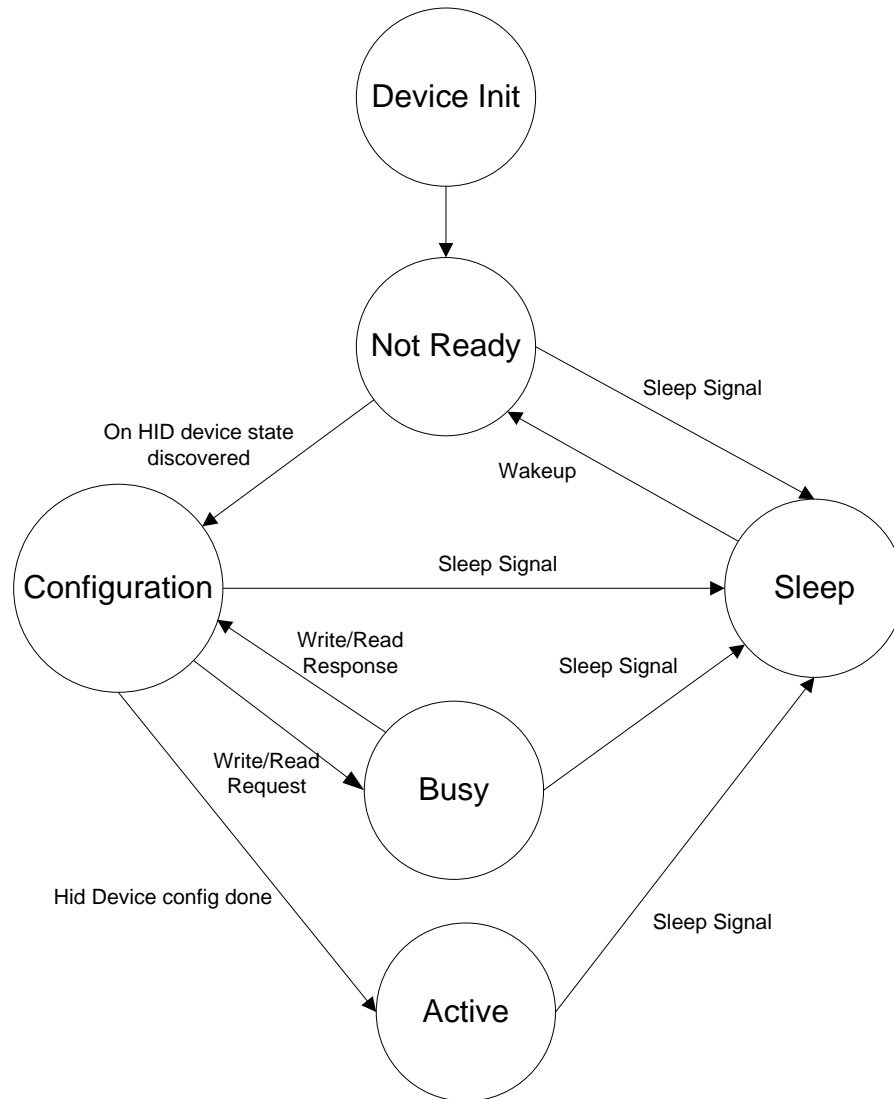 Device Init
Not Ready
Sleep Signal
On HID device state
discovered
Wakeup
Configuration
Sleep Signal
Sleep
Write/Read
Response
Sleep Signal
Write/Read
Request
Busy
Hid Device config done
Sleep Signal
Active